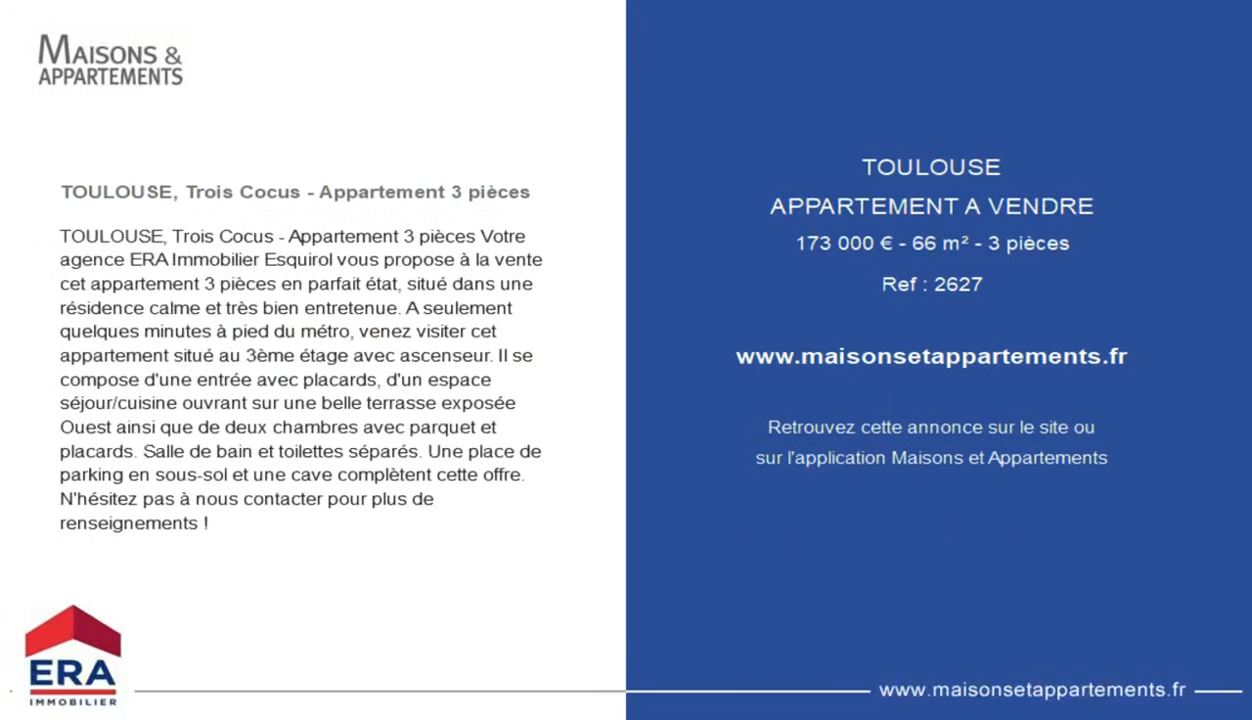 MAISONS &
APPARTEMENTS
TOULOUSE, Trois Cocus - Appartement 3 pièces
TOULOUSE, Trois Cocus - Appartement 3 pièces Votre
agence ERA Immobilier Esquirol vous propose à la vente
cet appartement 3 pièces en parfait état, situé dans une
résidence calme et très bien entretenue. A seulement
quelques minutes à pied du métro, venez visiter cet
appartement situé au 3ème étage avec ascenseur. Il se
compose d'une entrée avec placards, d'un espace
séjour/cuisine ouvrant sur une belle terrasse exposée
Ouest ainsi que de deux chambres avec parquet et
placards. Salle de bain et toilettes séparés. Une place de
parking en sous-sol et une cave complètent cette offre.
N'hésitez pas à nous contacter pour plus de
renseignements !
ERA
IMMOBILIER
TOULOUSE
APPARTEMENT A VENDRE
173 000 € - 66 m² - 3 pièces
Ref : 2627
www.maisonsetappartements.fr
Retrouvez cette annonce sur le site ou
sur l'application Maisons et Appartements
www.maisonsetappartements.fr